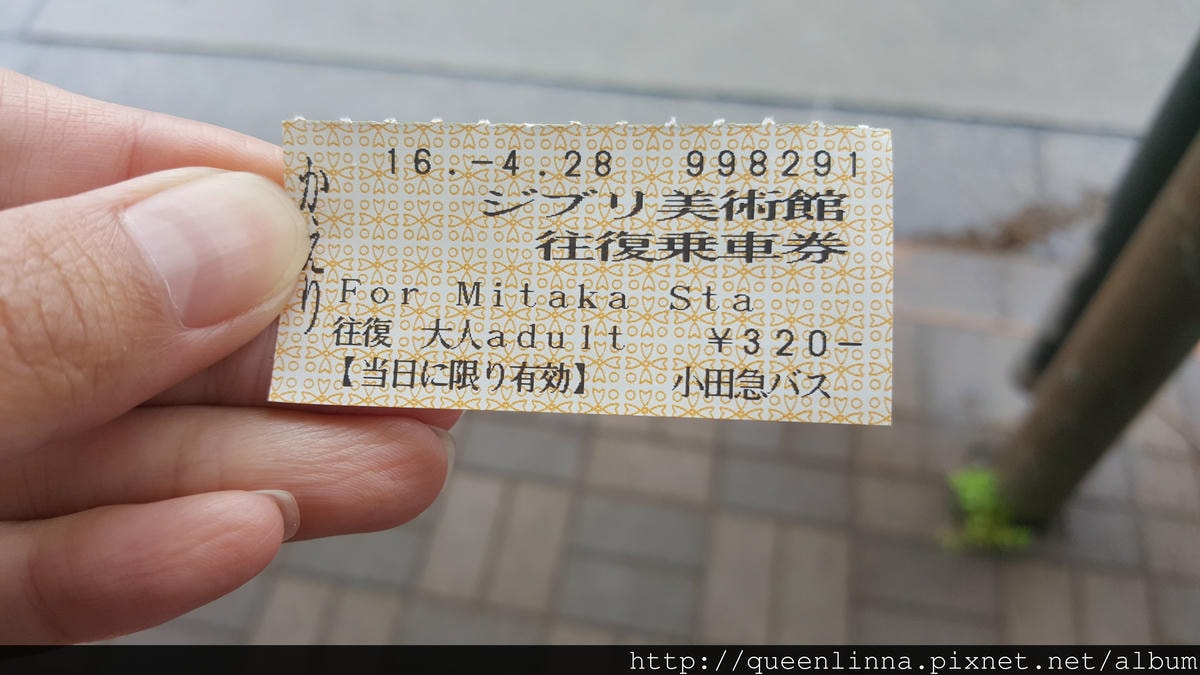 かえり
16.-4.28 998291
ジブリ美術館
往復乗車券
For Mitaka Sta
往復 大人adult ¥320-
【当日に限り有効】 小田急バス
http://queenlinna.pixnet.net/album